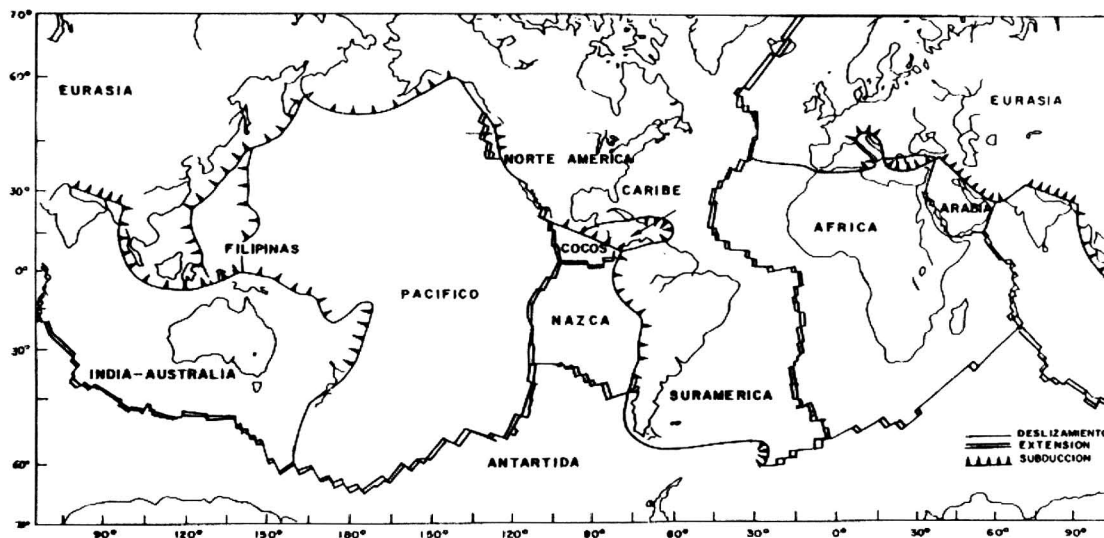 70°
60°
30°
0°
30°
60°
EURASIA
EURASIA
NORTE AMERICA
CARIBE
AFRICA
ARABIA
FILIPINAS
COCOS
PACIFICO
NAZCA
INDIA-AUSTRALIA
SURAMERICA
ANTARTIDA
DESLIZAMIENTO
EXTENSION
SUBDUCCION
90° 120° 150° 180° 150° 120° 90° 60° 30° 0° 30° 60° 90°